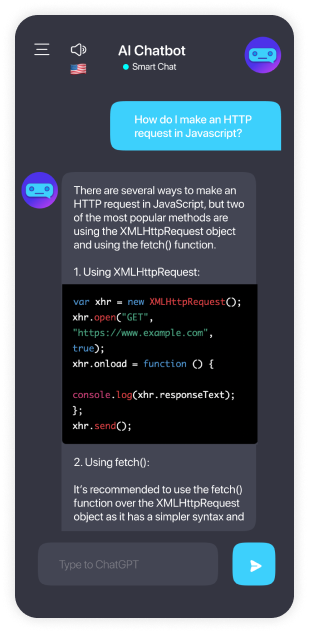 AI Chatbot
Smart Chat
How do I make an HTTP
request in Javascript?
There are several ways to make an
HTTP request in JavaScript, but two
of the most popular methods are
using the XMLHttpRequest object
and using the fetch() function.
1. Using XMLHttpRequest:
var xhr = new XMLHttpRequest();
xhr.open("GET",
"https://www.example.com",
true);
xhr.onload = function () {
console.log(xhr.responseText);
};
xhr.send();
2. Using fetch():
It’s recommended to use the fetch()
function over the XMLHttpRequest
object as it has a simpler syntax and
Type to ChatGPT